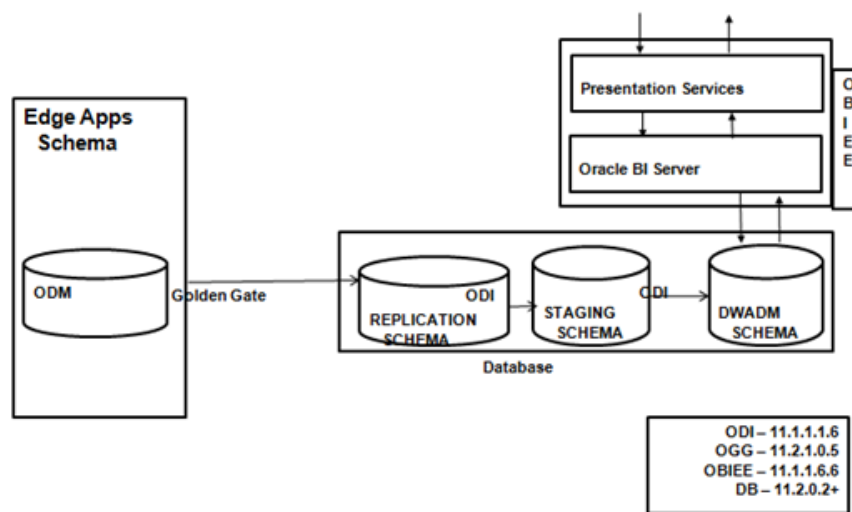 Edge Apps
Schema
ODM
Golden Gate
Presentation Services
Oracle BI Server
O
B
I
E
E
ODI
REPLICATION
SCHEMA
STAGING
SCHEMA
ODI
DWADM
SCHEMA
Database
ODI – 11.1.1.1.6
OGG – 11.2.1.0.5
OBIEE – 11.1.1.6.6
DB – 11.2.0.2+